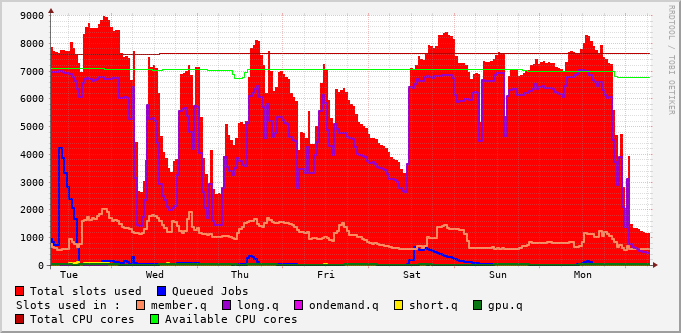 9000
8000
7000
6000
5000
4000
3000
2000
1000
0
Tue Wed Thu Fri Sat Sun Mon
RRDTOOL / TOBI OETIKER
Total slots used Queued Jobs
Slots used in : member.q long.q ondemand.q short.q gpu.q
Total CPU cores Available CPU cores